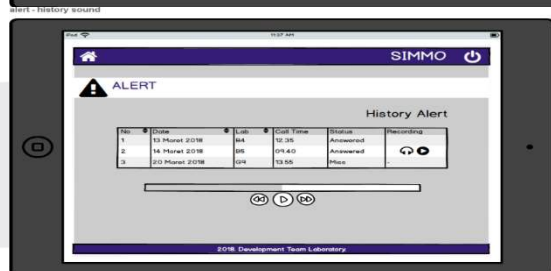 alert - history sound
iPad 11:27 AM
SIMMO
ALERT
History Alert
No Date Lab Call Time Status Recording
1 13 Maret 2018 B4 12.35 Answered
2 14 Maret 2018 B5 09.40 Answered
3 20 Maret 2018 G4 13.55 Miss -
2018. Development Team Laboratory